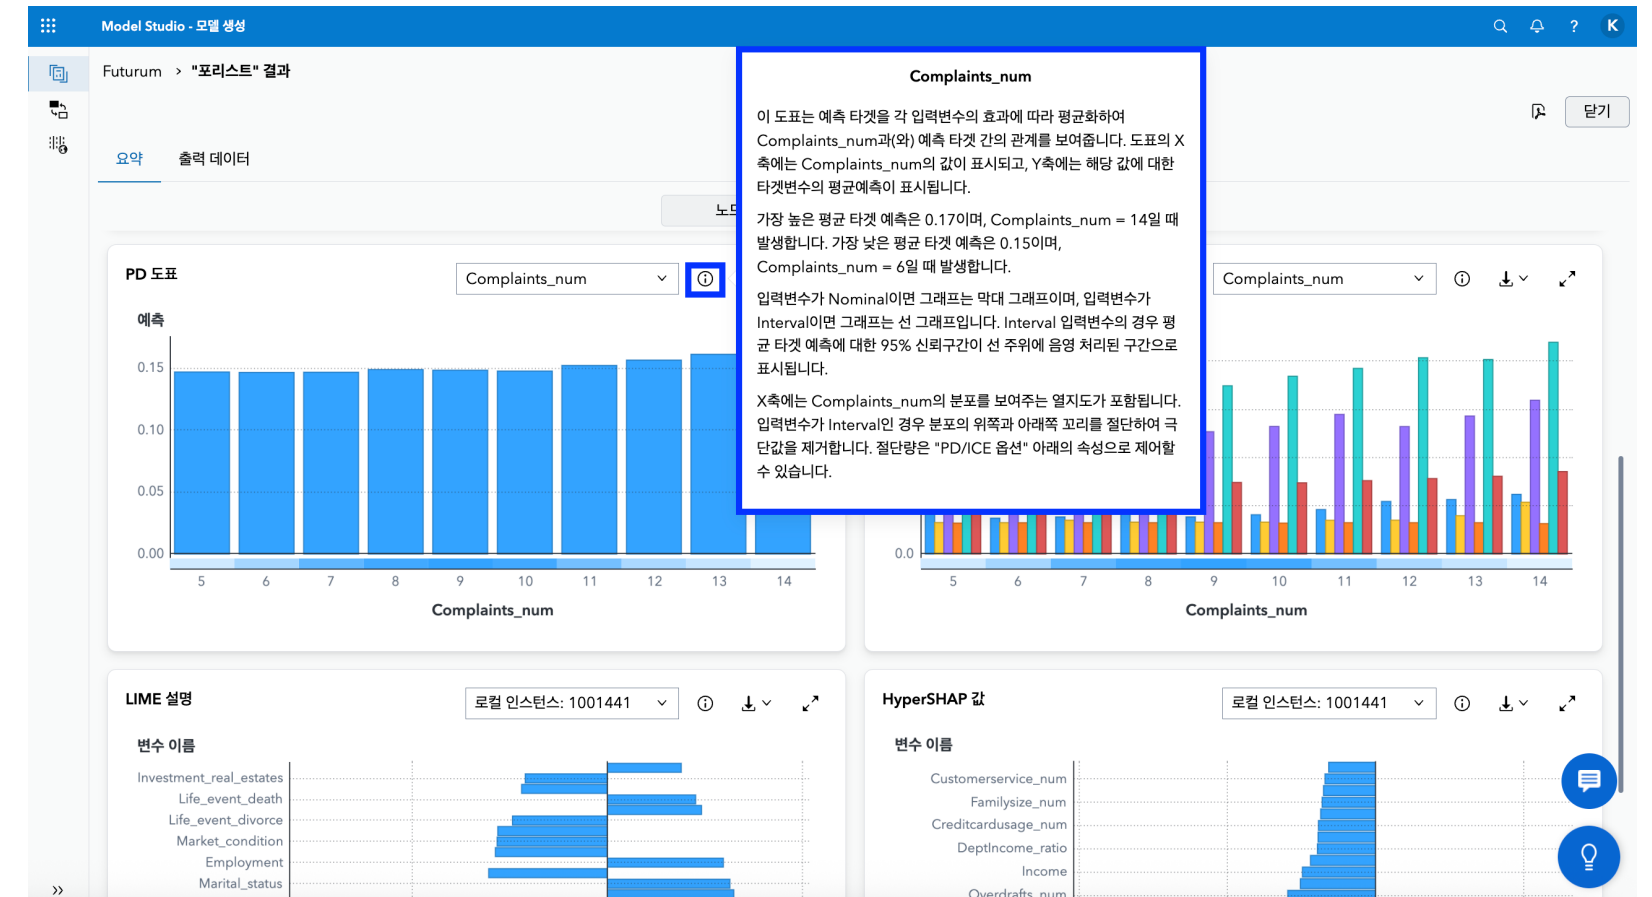 Model Studio - 모델 생성
?
K
Futurum > "포리스트" 결과
닫기
요약
출력 데이터
PD 도표
Complaints_num
예측
0.15
0.10
0.05
0.00
5 6 7 8 9 10 11 12 13 14
Complaints_num
Complaints_num
이 도표는 예측 타겟을 각 입력변수의 효과에 따라 평균화하여
Complaints_num과(와) 예측 타겟 간의 관계를 보여줍니다. 도표의 X
축에는 Complaints_num의 값이 표시되고, Y축에는 해당 값에 대한
타겟변수의 평균예측이 표시됩니다.
가장 높은 평균 타겟 예측은 0.17이며, Complaints_num = 14일 때
발생합니다. 가장 낮은 평균 타겟 예측은 0.15이며,
Complaints_num = 6일 때 발생합니다.
입력변수가 Nominal이면 그래프는 막대 그래프이며, 입력변수가
Interval이면 그래프는 선 그래프입니다. Interval 입력변수의 경우 평
균 타겟 예측에 대한 95% 신뢰구간이 선 주위에 음영 처리된 구간으로
표시됩니다.
X축에는 Complaints_num의 분포를 보여주는 열지도가 포함됩니다.
입력변수가 Interval인 경우 분포의 위쪽과 아래쪽 꼬리를 절단하여 극
단값을 제거합니다. 절단량은 "PD/ICE 옵션" 아래의 속성으로 제어할
수 있습니다.
Complaints_num
0.0
5 6 7 8 9 10 11 12 13 14
Complaints_num
LIME 설명
로컬 인스턴스: 1001441
변수 이름
Investment_real_estates
Life_event_death
Life_event_divorce
Market_condition
Employment
Marital_status
HyperSHAP 값
로컬 인스턴스: 1001441
변수 이름
Customerservice_num
Familysize_num
Creditcardusage_num
DeptIncome_ratio
Income
Overdrafts_num